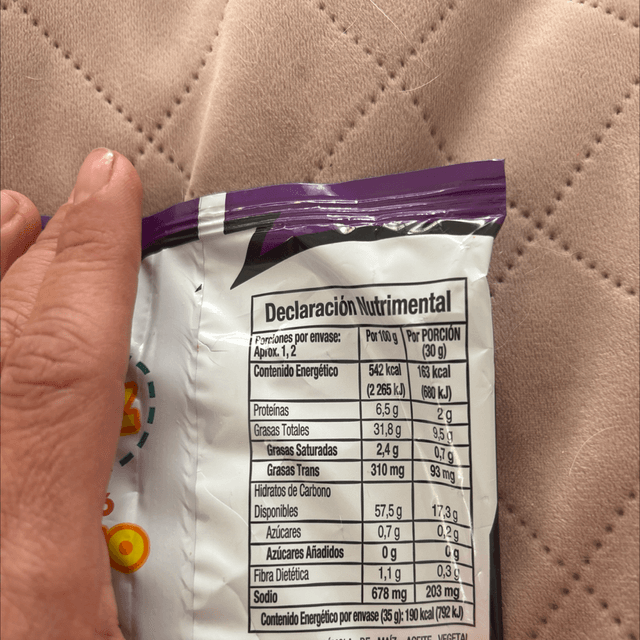 Declaración Nutrimental
Porciones por envase: Aprox. 1,2 Por 100 g Por PORCIÓN (30 g)
Contenido Energético 542 kcal (2 265 kJ) 163 kcal (680 kJ)
Proteínas 6,5 g 2 g
Grasas Totales 31,8 g 9,5 g
Grasas Saturadas 2,4 g 0,7 g
Grasas Trans 310 mg 93 mg
Hidratos de Carbono
Disponibles 57,5 g 17,3 g
Azúcares 0,7 g 0,2 g
Azúcares Añadidos 0 g 0 g
Fibra Dietética 1,1 g 0,3 g
Sodio 678 mg 203 mg
Contenido Energético por envase (35 g): 190 kcal (792 kJ)
DE MAÍZ, ACEITE VEGETAL